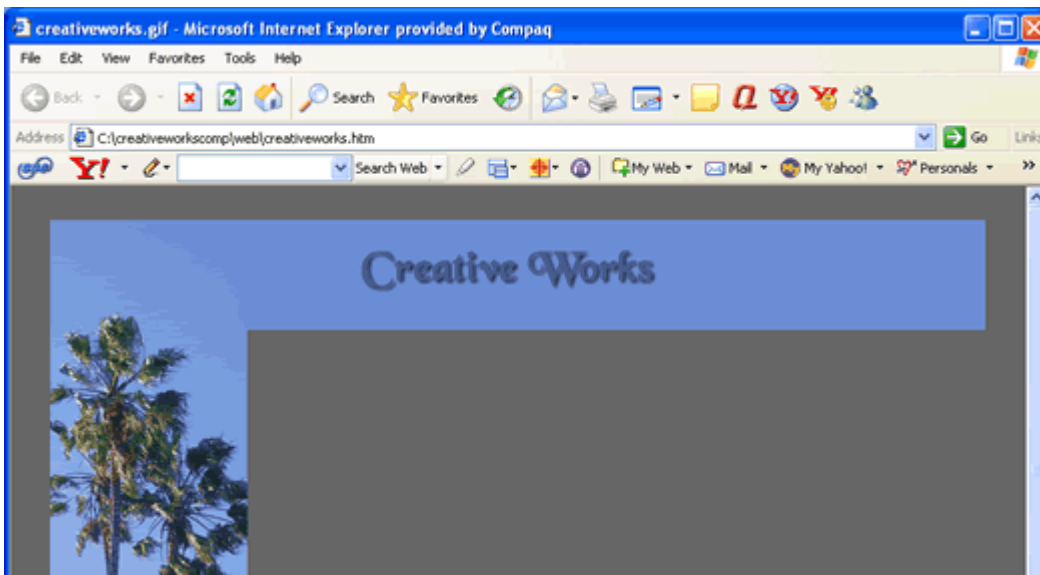 creativeworks.gif - Microsoft Internet Explorer provided by Compaq
File Edit View Favorites Tools Help
Back Search Favorites
Address C:\creativeworkscomp\web\creativeworks.htm Go Links
hp Y! Search Web My Web Mail My Yahoo! Personals »
Creative Works